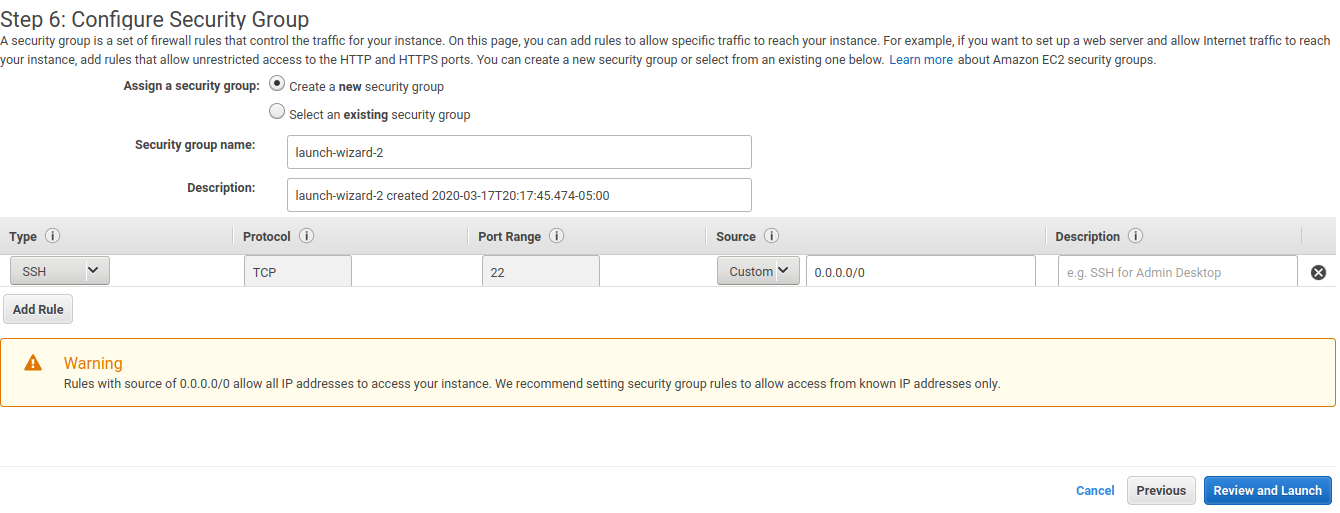 Step 6: Configure Security Group
A security group is a set of firewall rules that control the traffic for your instance. On this page, you can add rules to allow specific traffic to reach your instance. For example, if you want to set up a web server and allow Internet traffic to reach
your instance, add rules that allow unrestricted access to the HTTP and HTTPS ports. You can create a new security group or select from an existing one below. Learn more about Amazon EC2 security groups.
Assign a security group: Create a new security group
Select an existing security group
Security group name: launch-wizard-2
Description: launch-wizard-2 created 2020-03-17T20:17:45.474-05:00
Type i Protocol i Port Range i Source i Description i
SSH TCP 22 Custom 0.0.0.0/0 e.g. SSH for Admin Desktop
Add Rule
Warning
Rules with source of 0.0.0.0/0 allow all IP addresses to access your instance. We recommend setting security group rules to allow access from known IP addresses only.
Cancel Previous Review and Launch